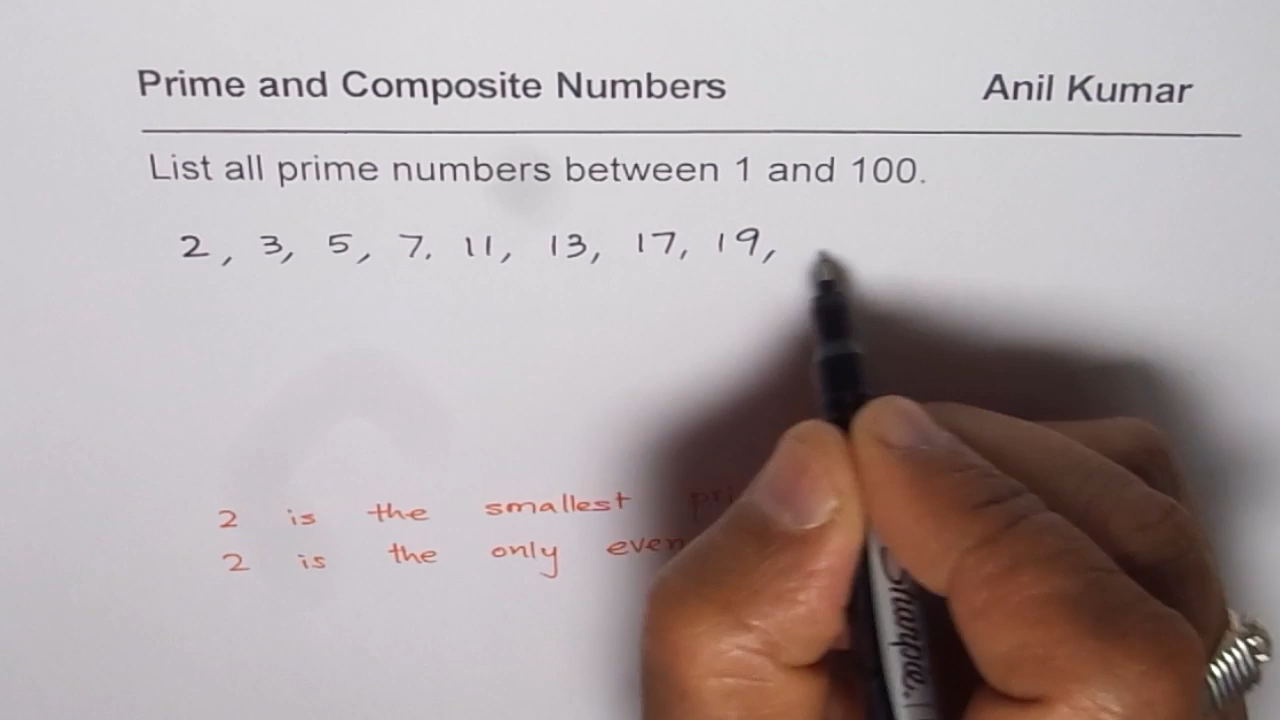 Prime and Composite Numbers Anil Kumar
List all prime numbers between 1 and 100.
2, 3, 5, 7. 11, 13, 17, 19,
2 is the smallest
2 is the only even
Sharpie.